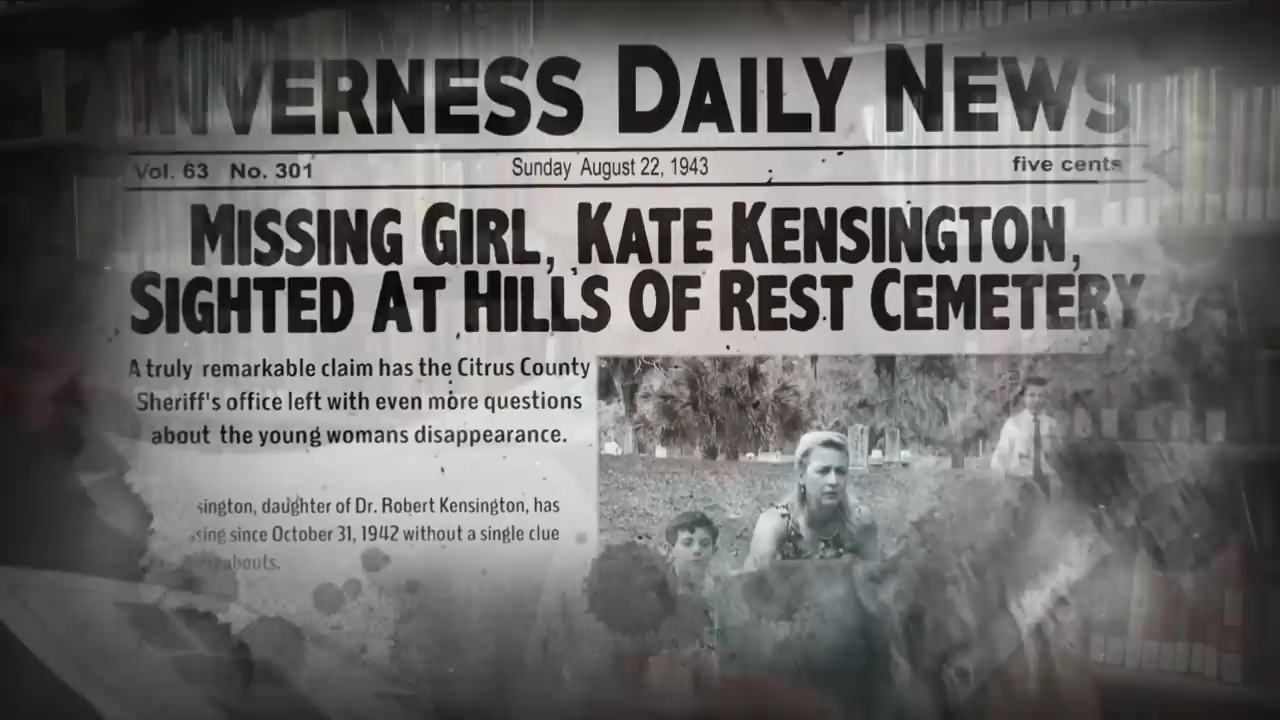 INVERNESS DAILY NEWS
Vol. 63 No. 301 Sunday August 22, 1943 five cents
MISSING GIRL, KATE KENSINGTON,
SIGHTED AT HILLS OF REST CEMETERY
A truly remarkable claim has the Citrus County
Sheriff's office left with even more questions
about the young womans disappearance.
sington, daughter of Dr. Robert Kensington, has
sing since October 31, 1942 without a single clue
abouts.